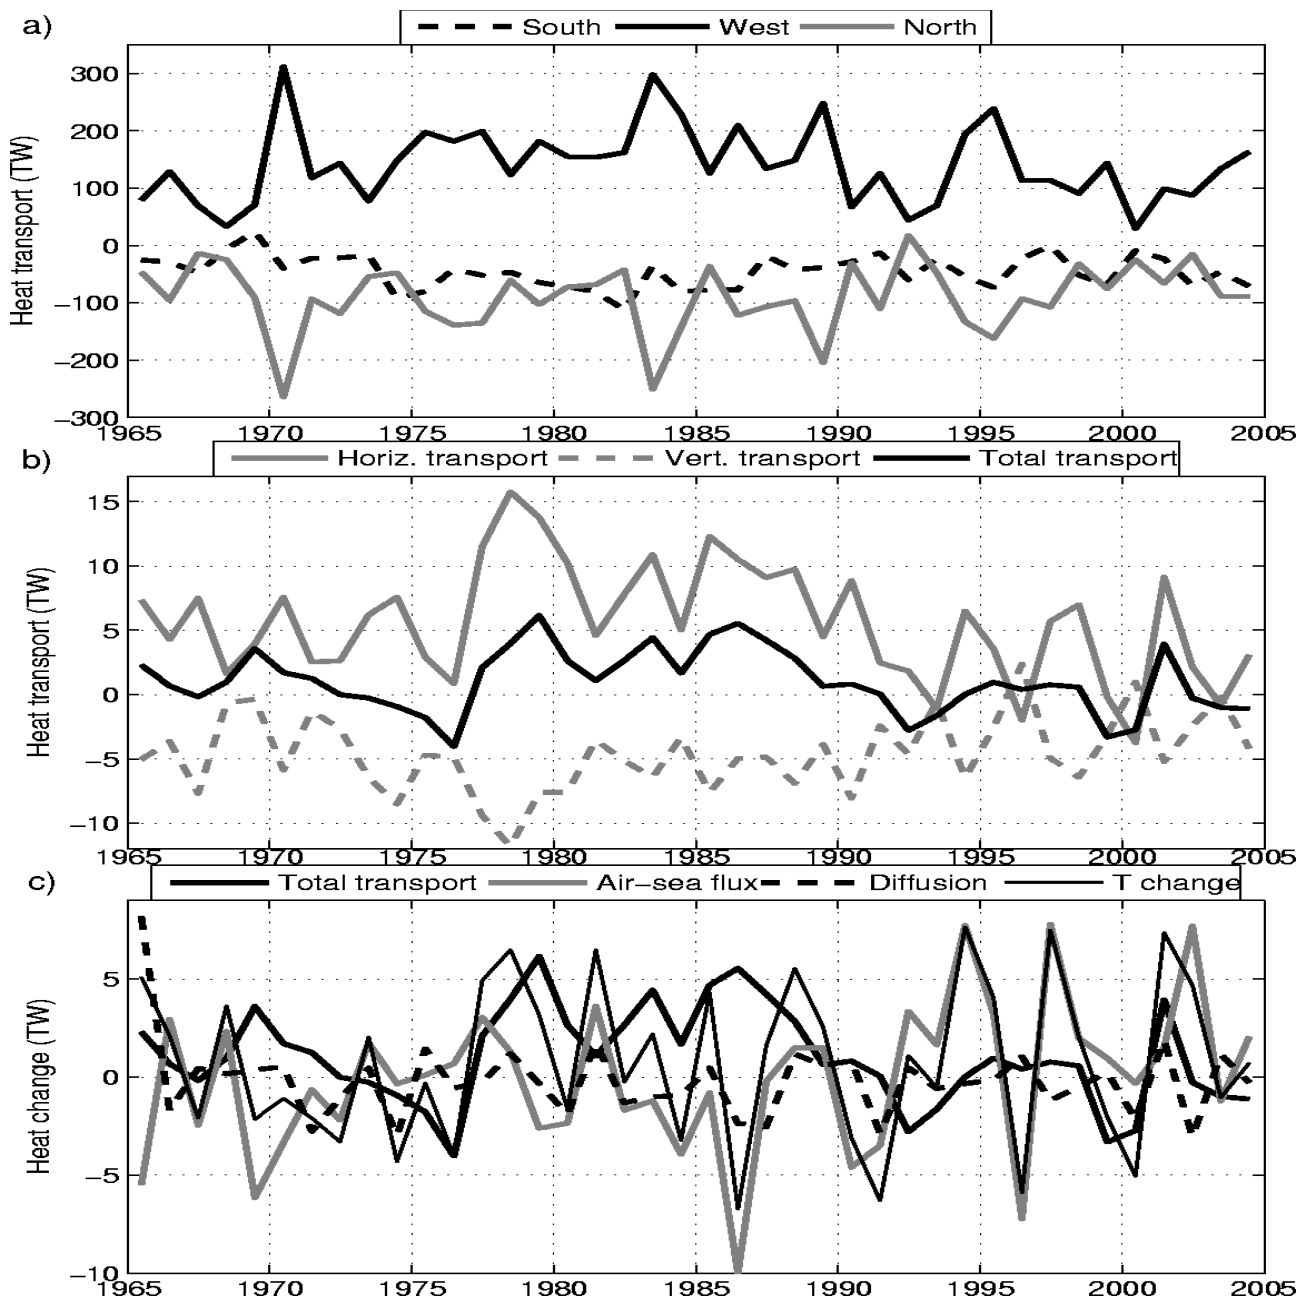 a)
South West North
Heat transport (TW)
300
200
100
0
−100
−200
−300
1965 1970 1975 1980 1985 1990 1995 2000 2005
b)
Horiz. transport Vert. transport Total transport
Heat transport (TW)
15
10
5
0
−5
−10
1965 1970 1975 1980 1985 1990 1995 2000 2005
c)
Total transport Air−sea flux Diffusion T change
Heat change (TW)
5
0
−5
−10
1965 1970 1975 1980 1985 1990 1995 2000 2005